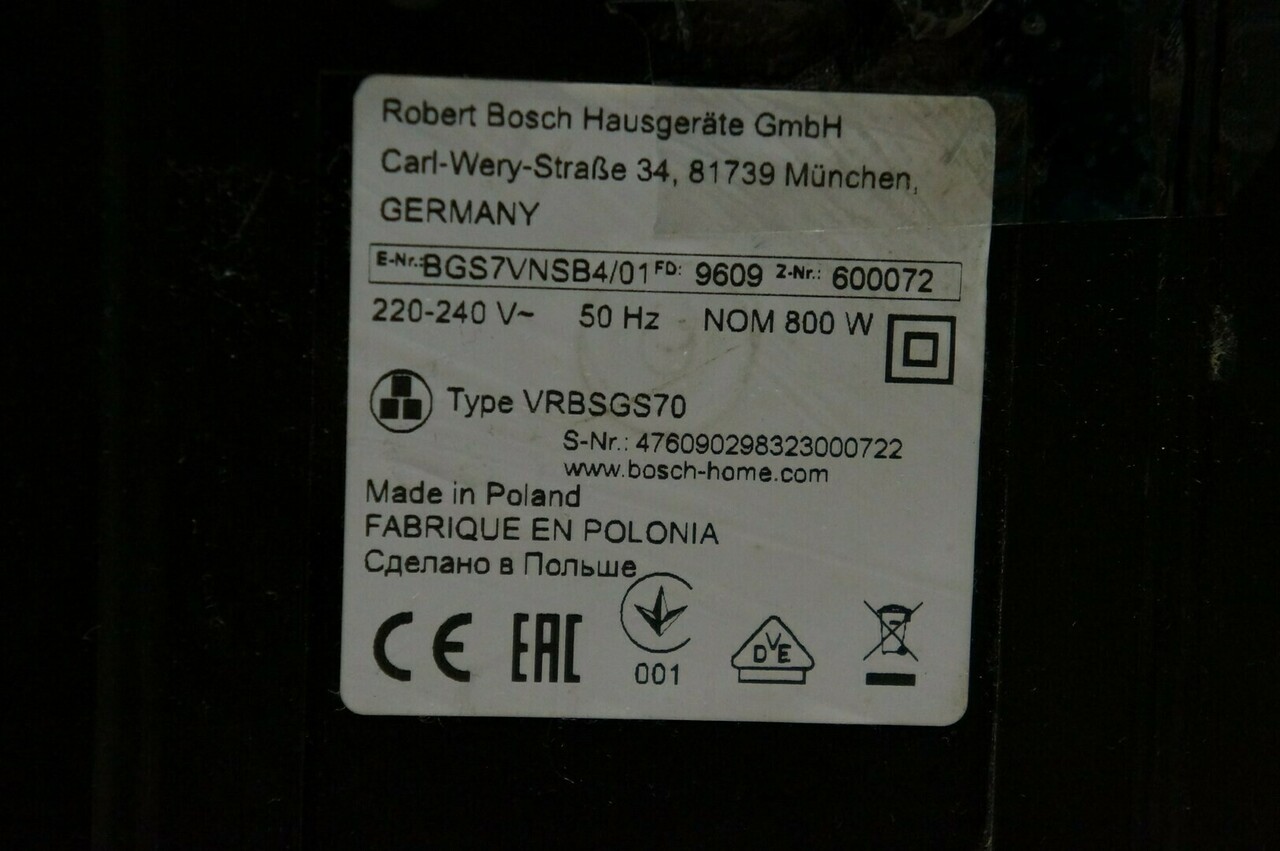 Robert Bosch Hausgeräte GmbH
Carl-Wery-Straße 34, 81739 München,
GERMANY
E-Nr.:BGS7VNSB4/01 FD: 9609 Z-Nr.: 600072
220-240 V~ 50 Hz NOM 800 W
Type VRBSGS70
S-Nr.: 476090298323000722
www.bosch-home.com
Made in Poland
FABRIQUE EN POLONIA
Сделано в Польше
CE EAC 001 DVE